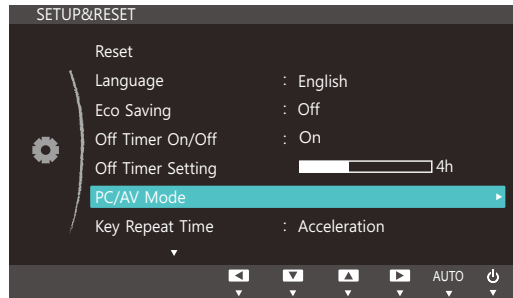 SETUP&RESET
Reset
Language : English
Eco Saving : Off
Off Timer On/Off : On
Off Timer Setting 4h
PC/AV Mode
Key Repeat Time : Acceleration
AUTO